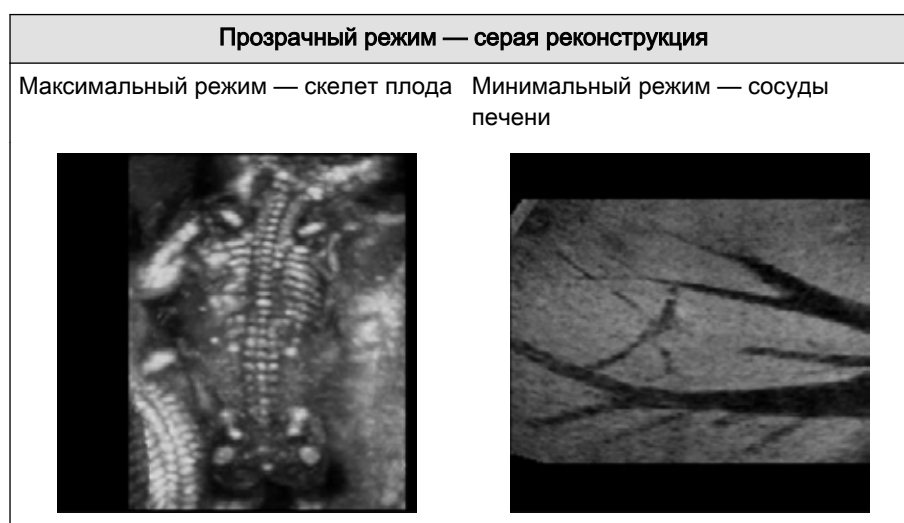 Прозрачный режим — серая реконструкция
Максимальный режим — скелет плода
Минимальный режим — сосуды
печени